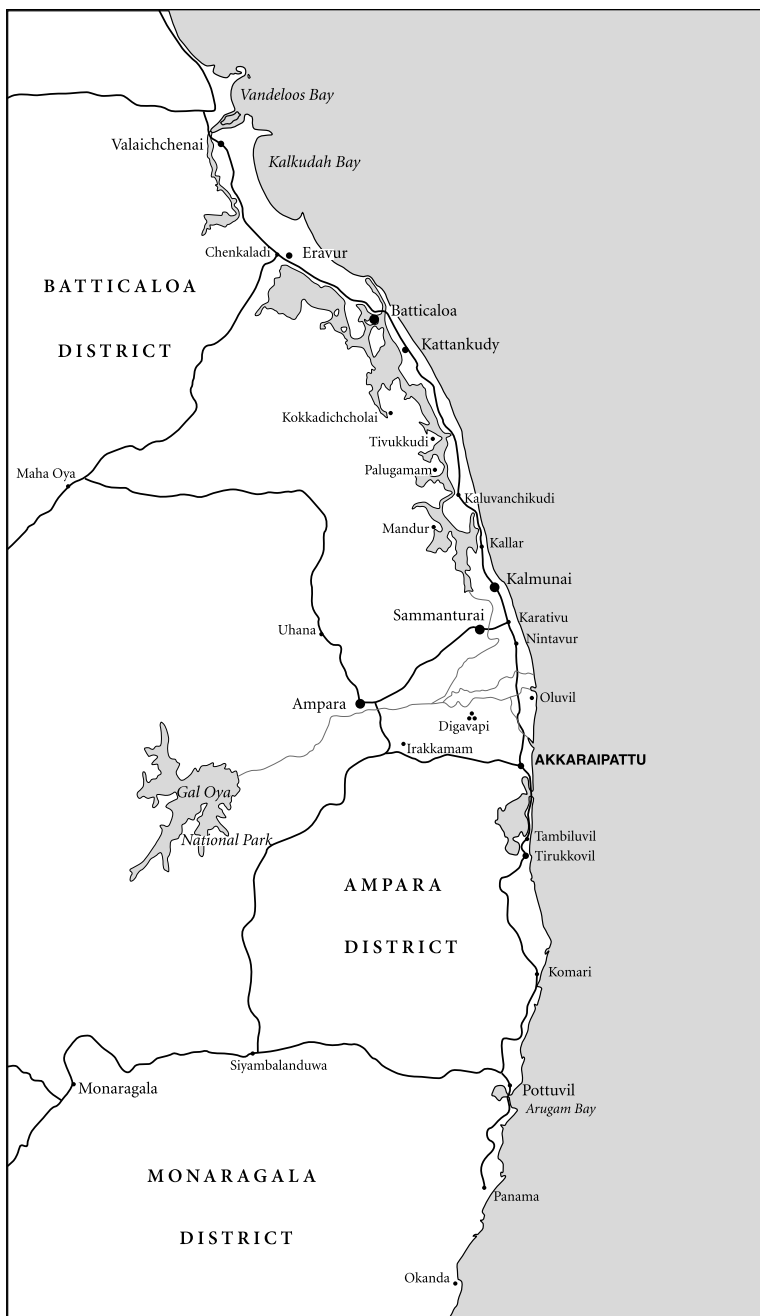 Vandeloos Bay
Valaichchenai
Kalkudah Bay
Chenkaladi
Eravur
BATTICALOA
DISTRICT
Batticaloa
Kattankudy
Kokkadichcholai
Tivukkudi
Palugamam
Maha Oya
Kaluvanchikudi
Mandur
Kallar
Kalmunai
Sammanturai
Karativu
Uhana
Nintavur
Ampara
Oluvil
Digavapi
Irakkamam
AKKARAIPATTU
Gal Oya
National Park
Tambiluvil
Tirukkovil
AMPARA
DISTRICT
Komari
Siyambalanduwa
Monaragala
Pottuvil
Arugam Bay
MONARAGALA
DISTRICT
Panama
Okanda